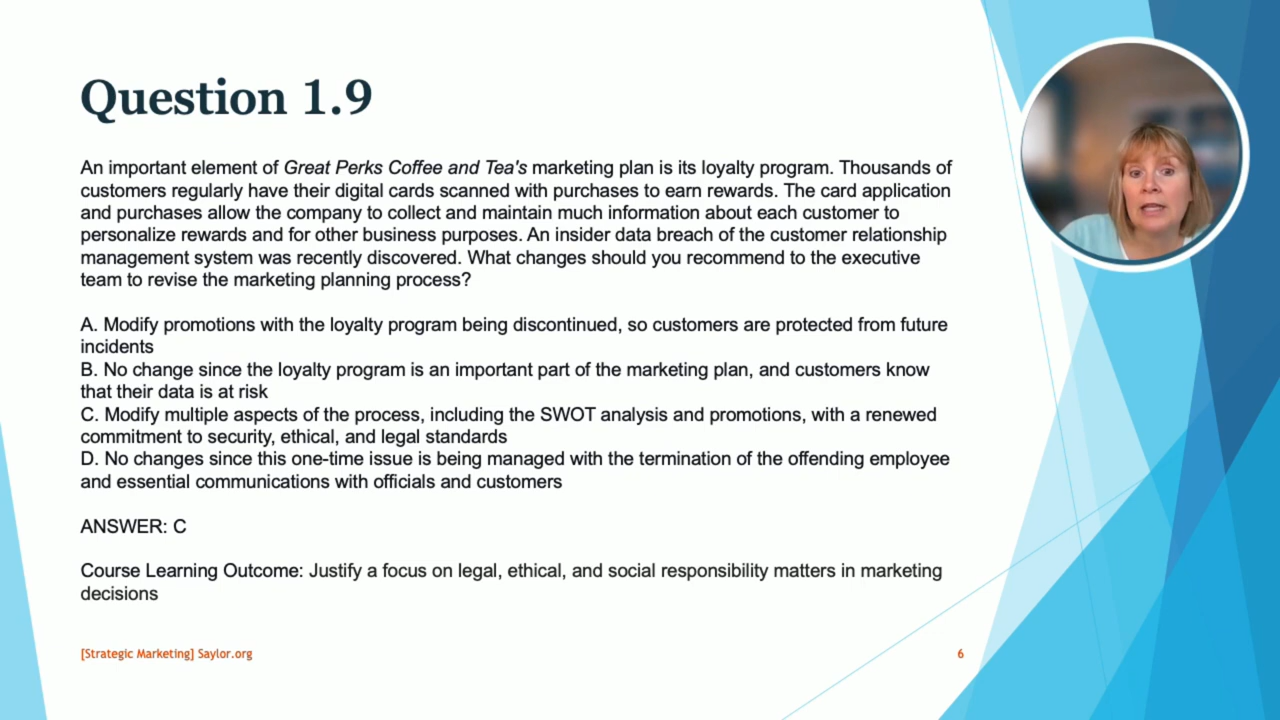 Question 1.9
An important element of Great Perks Coffee and Tea's marketing plan is its loyalty program. Thousands of
customers regularly have their digital cards scanned with purchases to earn rewards. The card application
and purchases allow the company to collect and maintain much information about each customer to
personalize rewards and for other business purposes. An insider data breach of the customer relationship
management system was recently discovered. What changes should you recommend to the executive
team to revise the marketing planning process?
A. Modify promotions with the loyalty program being discontinued, so customers are protected from future
incidents
B. No change since the loyalty program is an important part of the marketing plan, and customers know
that their data is at risk
C. Modify multiple aspects of the process, including the SWOT analysis and promotions, with a renewed
commitment to security, ethical, and legal standards
D. No changes since this one-time issue is being managed with the termination of the offending employee
and essential communications with officials and customers
ANSWER: C
Course Learning Outcome: Justify a focus on legal, ethical, and social responsibility matters in marketing
decisions
[Strategic Marketing] Saylor.org
6